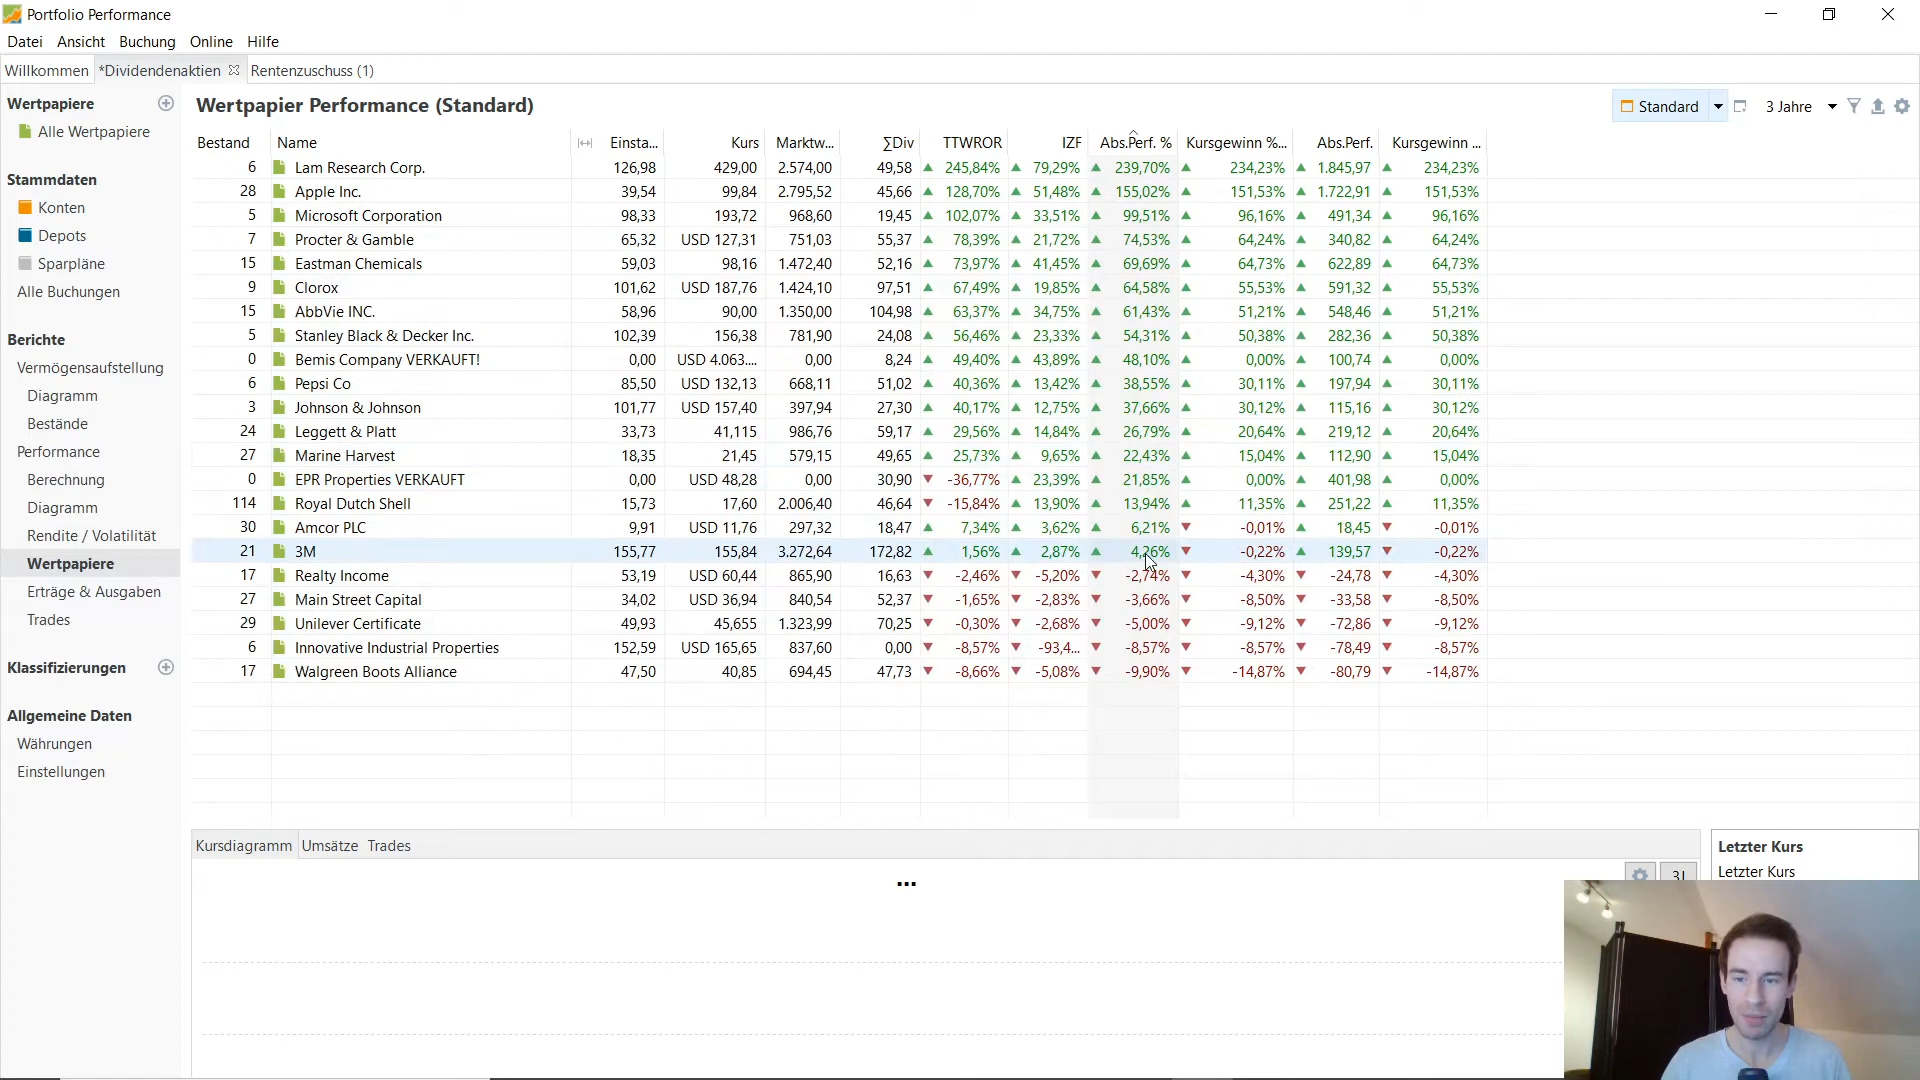 Portfolio Performance
Datei Ansicht Buchung Online Hilfe
Willkommen *Dividendenaktien Rentenzuschuss (1)
Wertpapiere
Alle Wertpapiere
Stammdaten
Konten
Depots
Sparpläne
Alle Buchungen
Berichte
Vermögensaufstellung
Diagramm
Bestände
Performance
Berechnung
Diagramm
Rendite / Volatilität
Wertpapiere
Erträge & Ausgaben
Trades
Klassifizierungen
Allgemeine Daten
Währungen
Einstellungen
Wertpapier Performance (Standard)
Standard 3 Jahre
Bestand Name Einsta... Kurs Marktw... ∑Div TTWROR IZF Abs.Perf. % Kursgewinn %... Abs.Perf. Kursgewinn ...
6 Lam Research Corp. 126,98 429,00 2.574,00 49,58 245,84% 79,29% 239,70% 234,23% 1.845,97 234,23%
28 Apple Inc. 39,54 99,84 2.795,52 45,66 128,70% 51,48% 155,02% 151,53% 1.722,91 151,53%
5 Microsoft Corporation 98,33 193,72 968,60 19,45 102,07% 33,51% 99,51% 96,16% 491,34 96,16%
7 Procter & Gamble 65,32 USD 127,31 751,03 55,37 78,39% 21,72% 74,53% 64,24% 340,82 64,24%
15 Eastman Chemicals 59,03 98,16 1.472,40 52,16 73,97% 41,45% 69,69% 64,73% 622,89 64,73%
9 Clorox 101,62 USD 187,76 1.424,10 97,51 67,49% 19,85% 64,58% 55,53% 591,32 55,53%
15 AbbVie INC. 58,96 90,00 1.350,00 104,98 63,37% 34,75% 61,43% 51,21% 548,46 51,21%
5 Stanley Black & Decker Inc. 102,39 156,38 781,90 24,08 56,46% 23,33% 54,31% 50,38% 282,36 50,38%
0 Bemis Company VERKAUFT! 0,00 USD 4.063.... 0,00 8,24 49,40% 43,89% 48,10% 0,00% 100,74 0,00%
6 Pepsi Co 85,50 USD 132,13 668,11 51,02 40,36% 13,42% 38,55% 30,11% 197,94 30,11%
3 Johnson & Johnson 101,77 USD 157,40 397,94 27,30 40,17% 12,75% 37,66% 30,12% 115,16 30,12%
24 Leggett & Platt 33,73 41,115 986,76 59,17 29,56% 14,84% 26,79% 20,64% 219,12 20,64%
27 Marine Harvest 18,35 21,45 579,15 49,65 25,73% 9,65% 22,43% 15,04% 112,90 15,04%
0 EPR Properties VERKAUFT 0,00 USD 48,28 0,00 30,90 -36,77% 23,39% 21,85% 0,00% 401,98 0,00%
114 Royal Dutch Shell 15,73 17,60 2.006,40 46,64 -15,84% 13,90% 13,94% 11,35% 251,22 11,35%
30 Amcor PLC 9,91 USD 11,76 297,32 18,47 7,34% 3,62% 6,21% -0,01% 18,45 -0,01%
21 3M 155,77 155,84 3.272,64 172,82 1,56% 2,87% 4,26% -0,22% 139,57 -0,22%
17 Realty Income 53,19 USD 60,44 865,90 16,63 -2,46% -5,20% -2,74% -4,30% -24,78 -4,30%
27 Main Street Capital 34,02 USD 36,94 840,54 52,37 -1,65% -2,83% -3,66% -8,50% -33,58 -8,50%
29 Unilever Certificate 49,93 45,655 1.323,99 70,25 -0,30% -2,68% -5,00% -9,12% -72,86 -9,12%
6 Innovative Industrial Properties 152,59 USD 165,65 837,60 0,00 -8,57% -93,4... -8,57% -8,57% -78,49 -8,57%
17 Walgreen Boots Alliance 47,50 40,85 694,45 47,73 -8,66% -5,08% -9,90% -14,87% -80,79 -14,87%
Kursdiagramm Umsätze Trades
...
Letzter Kurs
Letzter Kurs